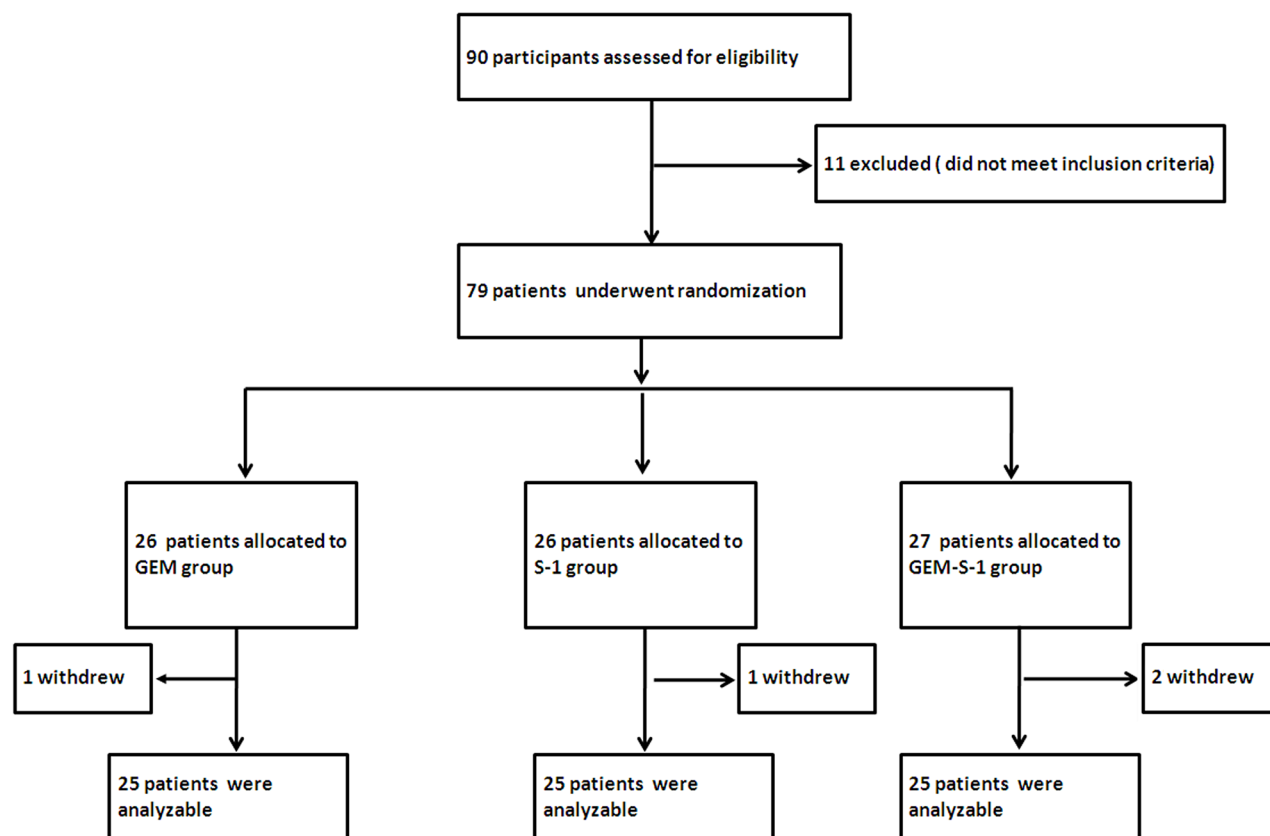 90 participants assessed for eligibility
11 excluded ( did not meet inclusion criteria)
79 patients underwent randomization
26 patients allocated to
GEM group
26 patients allocated to
S-1 group
27 patients allocated to
GEM-S-1 group
1 withdrew
1 withdrew
2 withdrew
25 patients were
analyzable
25 patients were
analyzable
25 patients were
analyzable